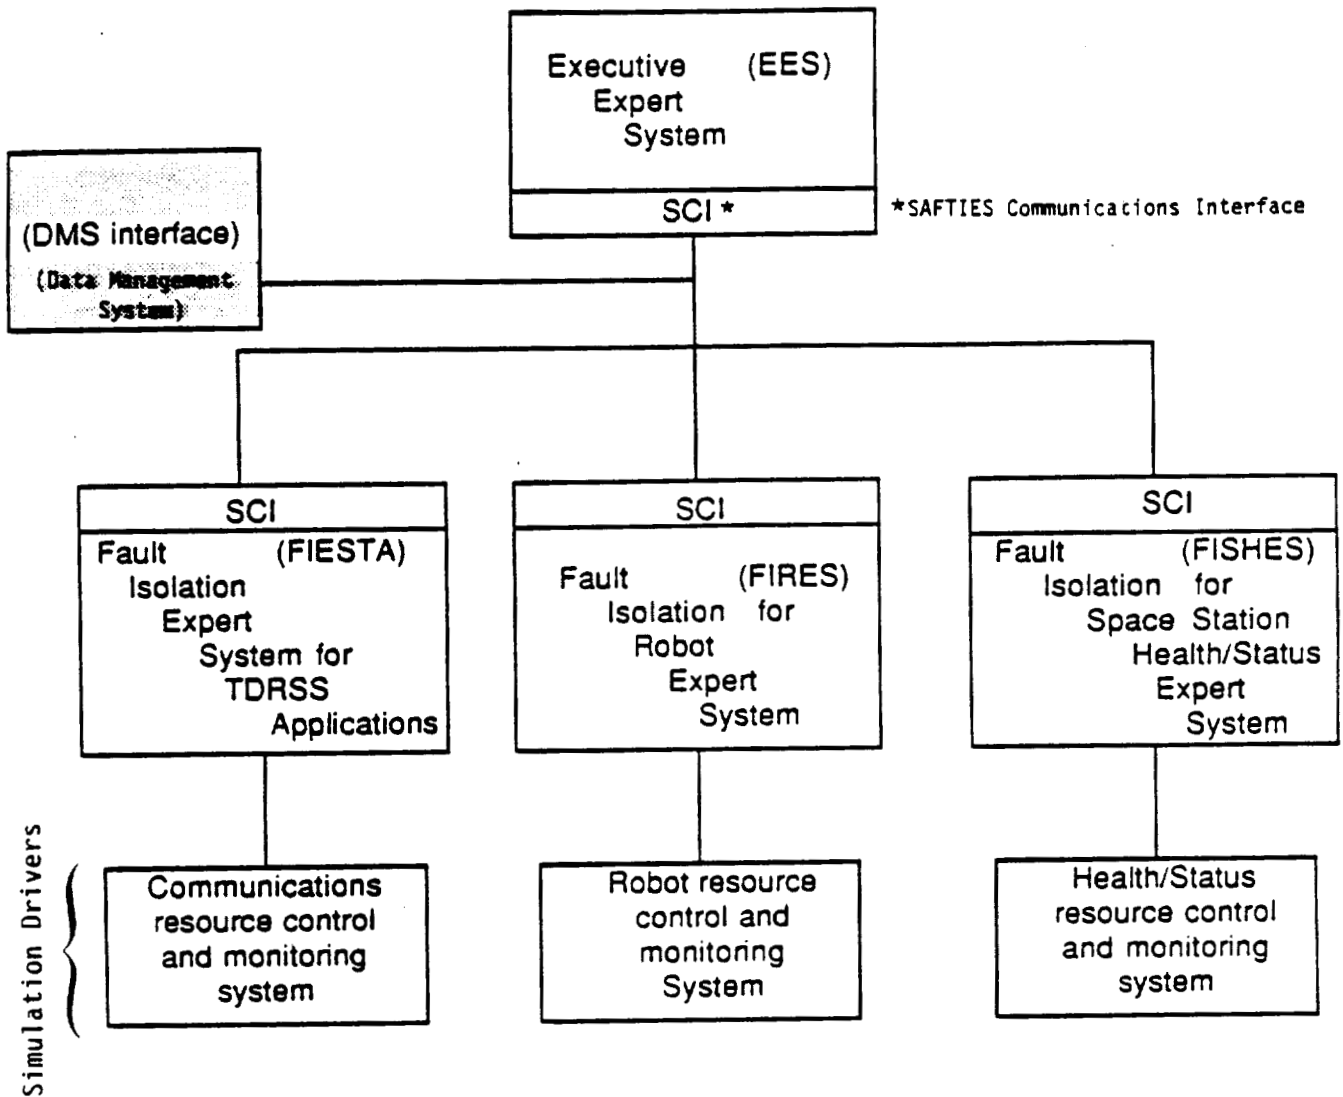 Executive (EES)
Expert
System
SCI *
*SAFTIES Communications Interface
(DMS interface)
(Data Management
System)
SCI
Fault (FIESTA)
Isolation
Expert
System for
TDRSS
Applications
SCI
Fault (FIRES)
Isolation for
Robot
Expert
System
SCI
Fault (FISHES)
Isolation for
Space Station
Health/Status
Expert
System
Simulation Drivers
Communications
resource control
and monitoring
system
Robot resource
control and
monitoring
System
Health/Status
resource control
and monitoring
system